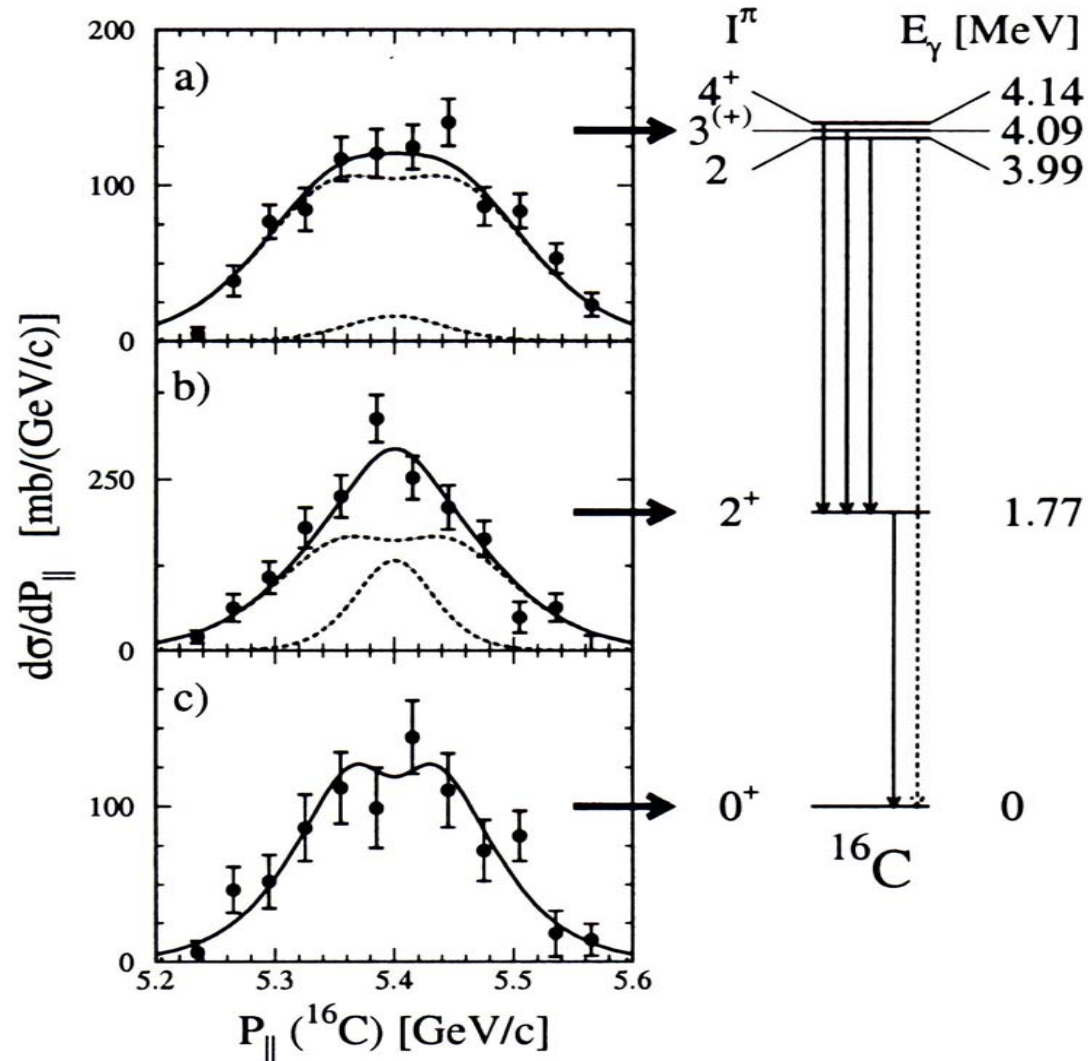 dσ/dP∥ [mb/(GeV/c)]
200
a)
100
0
b)
250
0
c)
100
0
5.2 5.3 5.4 5.5 5.6
P∥ (¹⁶C) [GeV/c]
I^π E_γ [MeV]
4⁺ 4.14
3⁽⁺⁾ 4.09
2 3.99
2⁺ 1.77
0⁺ 0
¹⁶C